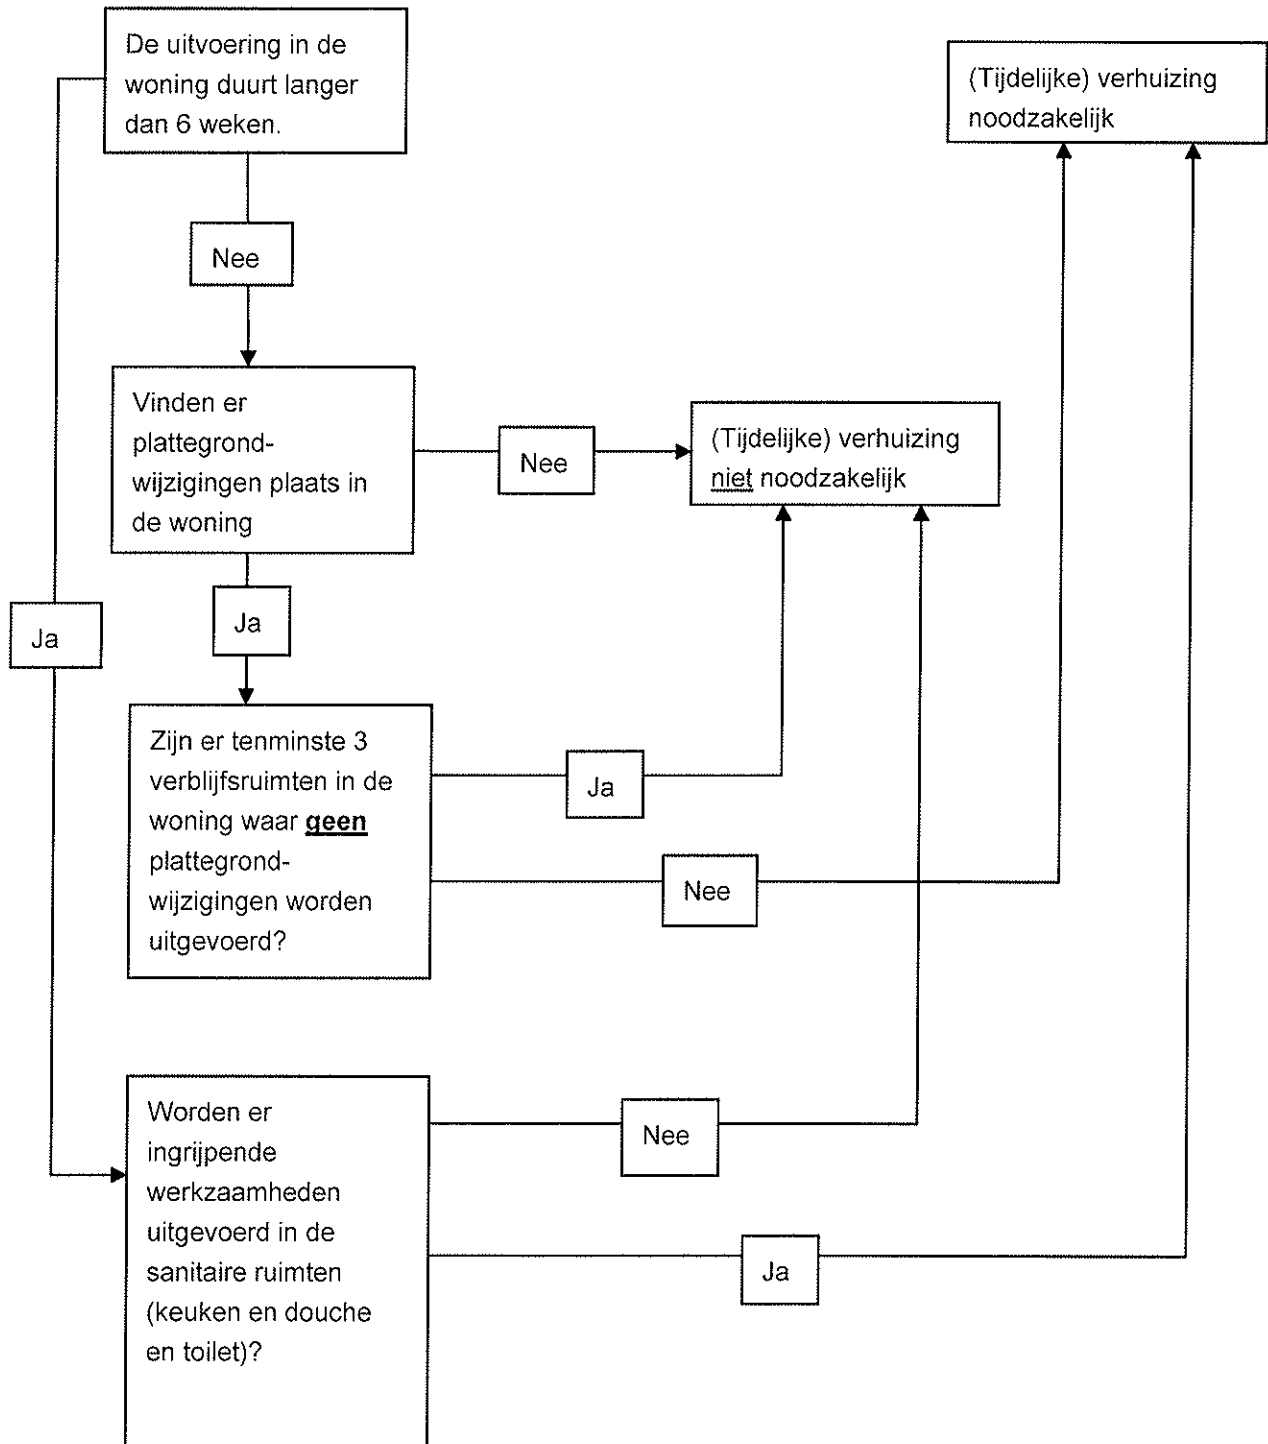 De uitvoering in de
woning duurt langer
dan 6 weken.
(Tijdelijke) verhuizing
noodzakelijk
Nee
Vinden er
plattegrond-
wijzigingen plaats in
de woning
Nee
(Tijdelijke) verhuizing
niet noodzakelijk
Ja
Ja
Zijn er tenminste 3
verblijfsruimten in de
woning waar geen
plattegrond-
wijzigingen worden
uitgevoerd?
Ja
Nee
Worden er
ingrijpende
werkzaamheden
uitgevoerd in de
sanitaire ruimten
(keuken en douche
en toilet)?
Nee
Ja